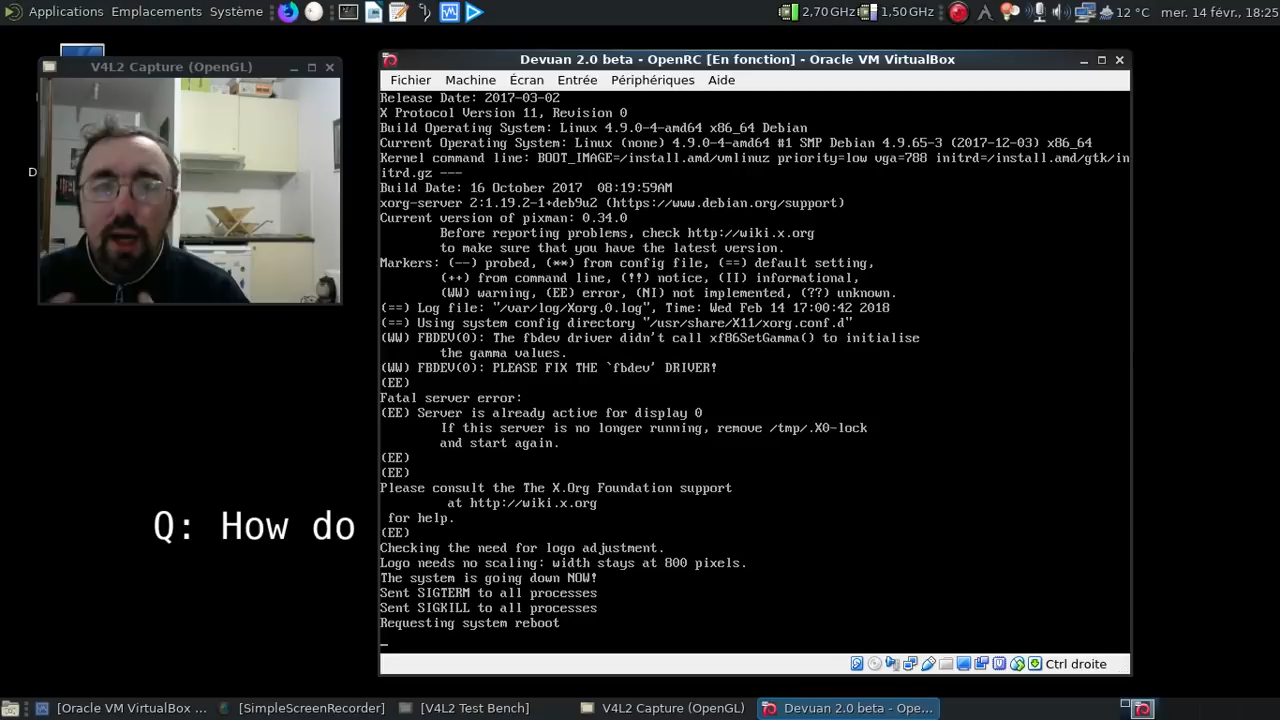 Applications Emplacements Système
2,70 GHz 1,50 GHz 12 °C mer. 14 févr., 18:25
V4L2 Capture (OpenGL)
Devuan 2.0 beta - OpenRC [En fonction] - Oracle VM VirtualBox
Fichier Machine Écran Entrée Périphériques Aide
Release Date: 2017-03-02
X Protocol Version 11, Revision 0
Build Operating System: Linux 4.9.0-4-amd64 x86_64 Debian
Current Operating System: Linux (none) 4.9.0-4-amd64 #1 SMP Debian 4.9.65-3 (2017-12-03) x86_64
Kernel command line: BOOT_IMAGE=/install.amd/vmlinuz priority=low vga=788 initrd=/install.amd/gtk/in
itrd.gz ---
Build Date: 16 October 2017 08:19:59AM
xorg-server 2:1.19.2-1+deb9u2 (https://www.debian.org/support)
Current version of pixman: 0.34.0
Before reporting problems, check http://wiki.x.org
to make sure that you have the latest version.
Markers: (--) probed, (**) from config file, (==) default setting,
(++) from command line, (!!) notice, (II) informational,
(WW) warning, (EE) error, (NI) not implemented, (??) unknown.
(==) Log file: "/var/log/Xorg.0.log", Time: Wed Feb 14 17:00:42 2018
(==) Using system config directory "/usr/share/X11/xorg.conf.d"
(WW) FBDEV(0): The fbdev driver didn't call xf86SetGamma() to initialise
the gamma values.
(WW) FBDEV(0): PLEASE FIX THE `fbdev' DRIVER!
(EE)
Fatal server error:
(EE) Server is already active for display 0
If this server is no longer running, remove /tmp/.X0-lock
and start again.
(EE)
(EE)
Please consult the The X.Org Foundation support
at http://wiki.x.org
for help.
(EE)
Checking the need for logo adjustment.
Logo needs no scaling: width stays at 800 pixels.
The system is going down NOW!
Sent SIGTERM to all processes
Sent SIGKILL to all processes
Requesting system reboot
D
Q: How do
Ctrl droite
[Oracle VM VirtualBox ... [SimpleScreenRecorder] [V4L2 Test Bench] V4L2 Capture (OpenGL) Devuan 2.0 beta - Ope...